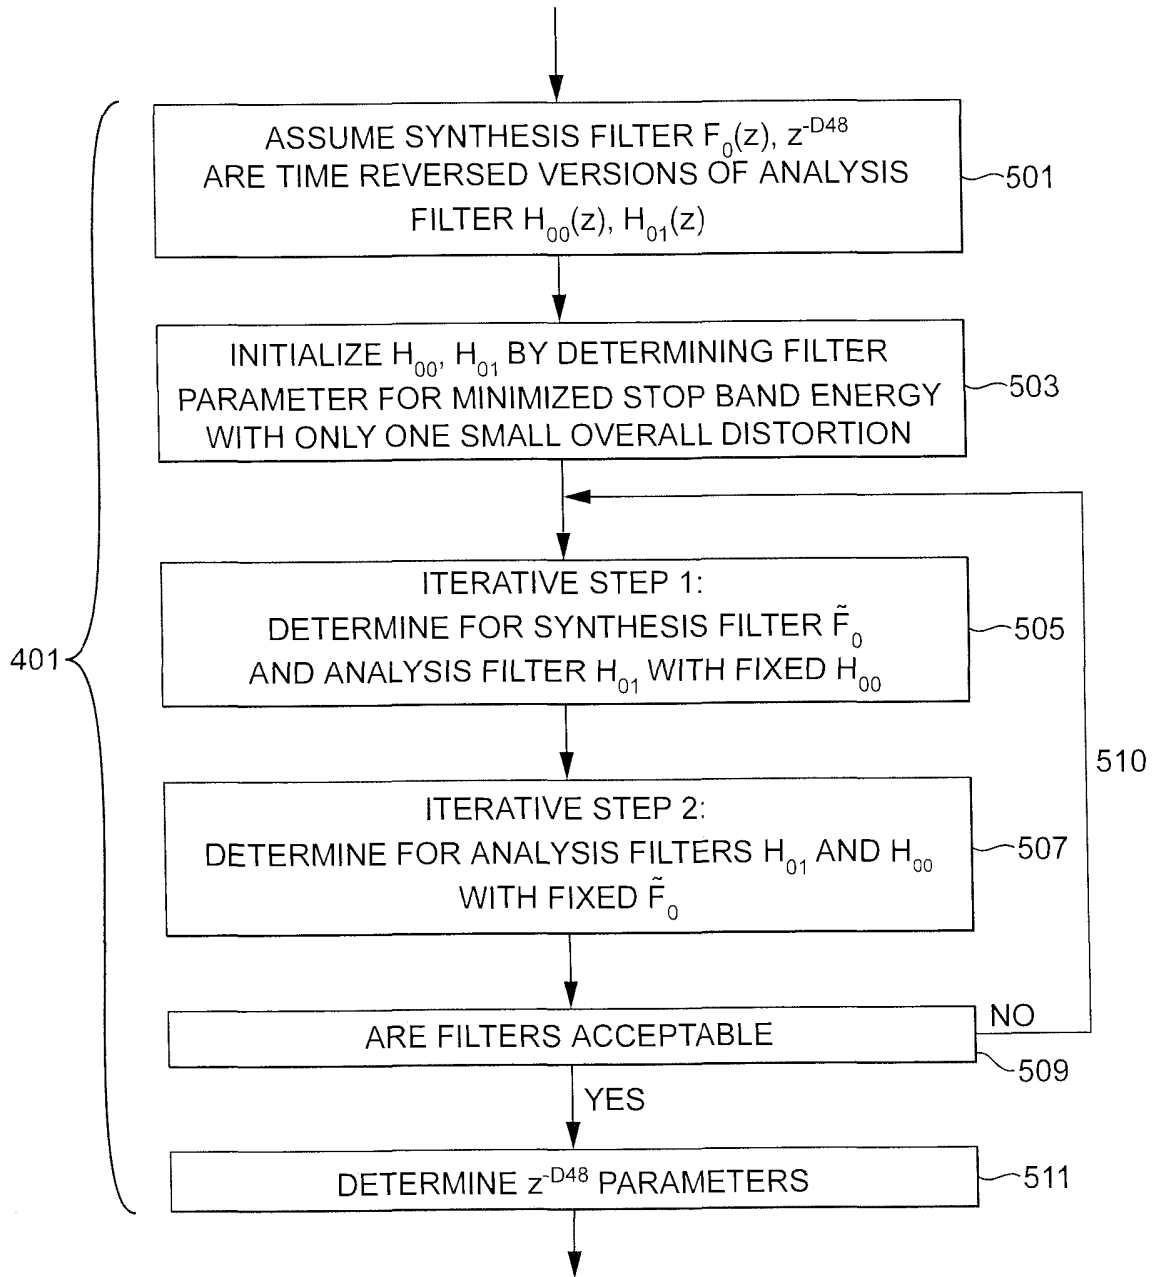 ASSUME SYNTHESIS FILTER F₀(z), z⁻ᴰ⁴⁸
ARE TIME REVERSED VERSIONS OF ANALYSIS
FILTER H₀₀(z), H₀₁(z)
501
INITIALIZE H₀₀, H₀₁ BY DETERMINING FILTER
PARAMETER FOR MINIMIZED STOP BAND ENERGY
WITH ONLY ONE SMALL OVERALL DISTORTION
503
ITERATIVE STEP 1:
DETERMINE FOR SYNTHESIS FILTER F̃₀
AND ANALYSIS FILTER H₀₁ WITH FIXED H₀₀
505
401
510
ITERATIVE STEP 2:
DETERMINE FOR ANALYSIS FILTERS H₀₁ AND H₀₀
WITH FIXED F̃₀
507
ARE FILTERS ACCEPTABLE
NO
509
YES
DETERMINE z⁻ᴰ⁴⁸ PARAMETERS
511